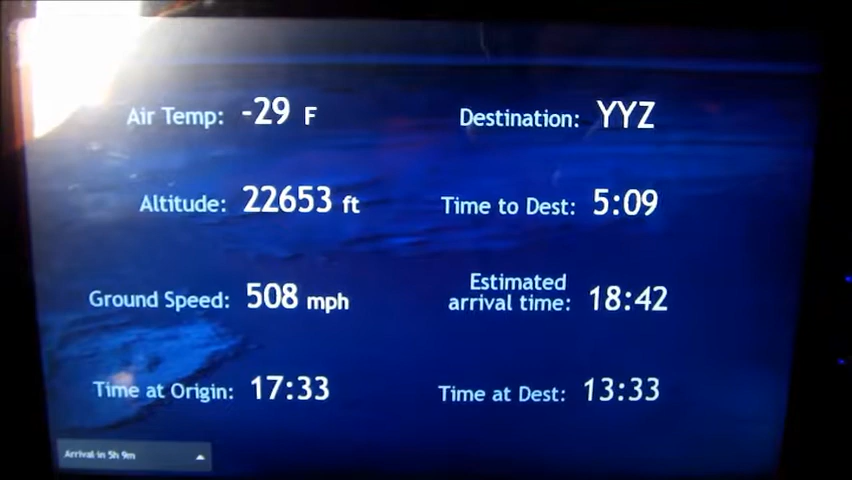 Air Temp: -29 F
Destination: YYZ
Altitude: 22653 ft
Time to Dest: 5:09
Ground Speed: 508 mph
Estimated
arrival time: 18:42
Time at Origin: 17:33
Time at Dest: 13:33
Arrival in 5h 9m